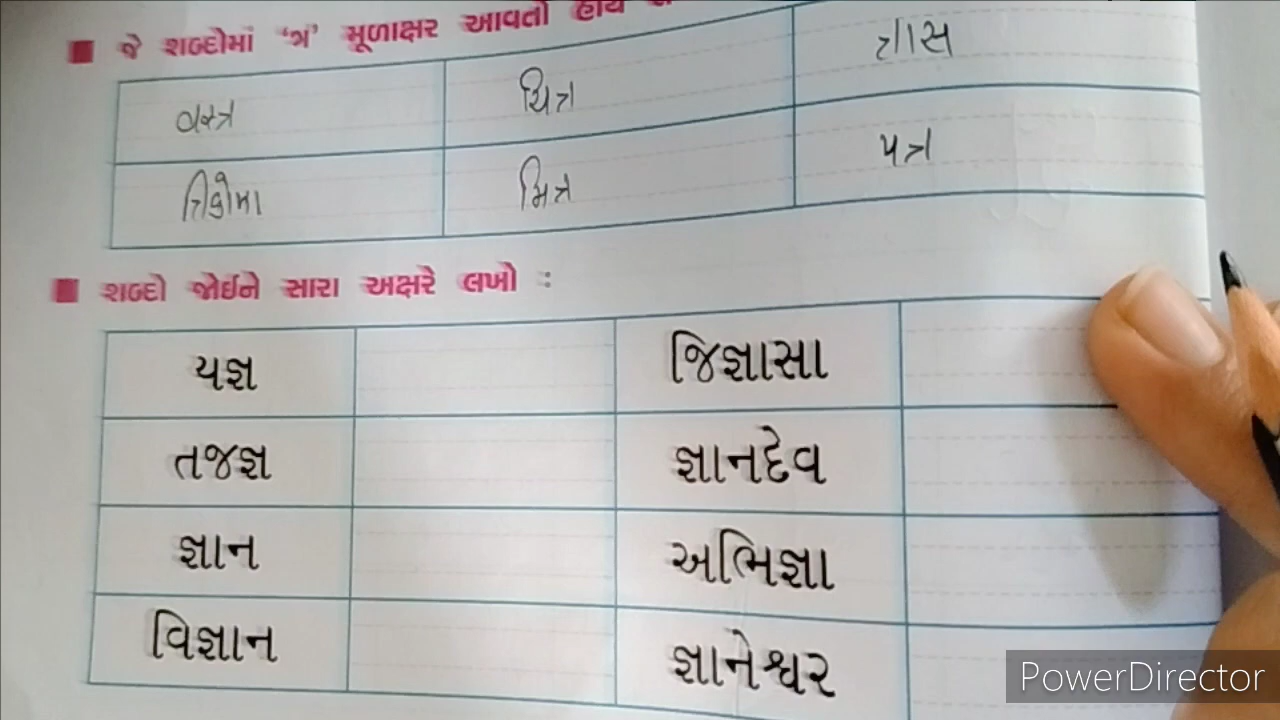 જે શબ્દોમાં ‘ત્ર’ મૂળાક્ષર આવતો હોય
વસ્ત્ર ચિત્ર ત્રાસ
ત્રિકોણ મિત્ર પત્ર
શબ્દો જોઈને સારા અક્ષરે લખો :
યજ્ઞ જિજ્ઞાસા
તજજ્ઞ જ્ઞાનદેવ
જ્ઞાન અભિજ્ઞા
વિજ્ઞાન જ્ઞાનેશ્વર
PowerDirector